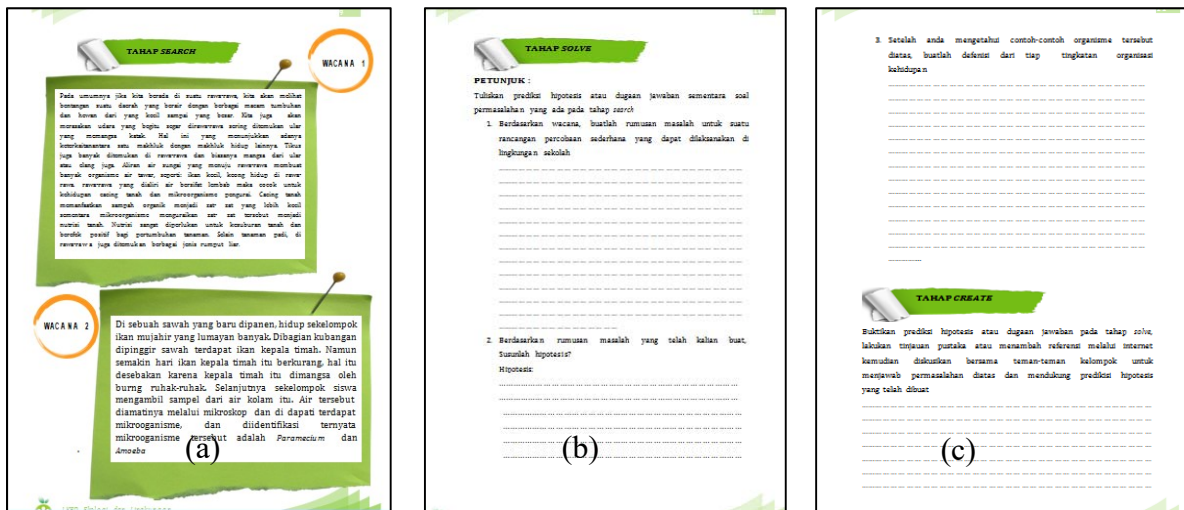 TAHAP SEARCH
WACANA 1
Pada umumnya jika kita berada di suatu rawa-rawa, kita akan melihat
bentangan suatu daerah yang berair dengan berbagai macam tumbuhan
dan hewan dari yang kecil sampai yang besar. Kita juga akan
merasakan udara yang begitu segar dirawa-rawa sering ditemukan ular
yang memangsa katak. Hal ini yang menunjukkan adanya
keterkaitanantara satu makhluk dengan makhluk hidup lainnya. Tikus
juga banyak ditemukan di rawa-rawa dan biasanya mangsa dari ular
atau elang juga. Aliran air sungai yang menuju rawa-rawa membuat
banyak organisme air tawar, seperti: ikan kecil, keong hidup di rawa-
rawa. rawa-rawa yang dialiri air bersifat lembab maka cocok untuk
kehidupan cacing tanah dan mikroorganisme pengurai. Cacing tanah
memanfaatkan sampah organik menjadi zat- zat yang lebih kecil
sementara mikroorganisme menguraikan zat- zat tersebut menjadi
nutrisi tanah. Nutrisi sangat diperlukan untuk kesuburan tanah dan
berefek positif bagi pertumbuhan tanaman. Selain tanaman padi, di
rawa-rawa juga ditemukan berbagai jenis rumput liar.
WACANA 2
Di sebuah sawah yang baru dipanen, hidup sekelompok
ikan mujahir yang lumayan banyak. Dibagian kubangan
dipinggir sawah terdapat ikan kepala timah. Namun
semakin hari ikan kepala timah itu berkurang, hal itu
desebakan karena kepala timah itu dimangsa oleh
burng ruhak-ruhak. Selanjutnya sekelompok siswa
mengambil sampel dari air kolam itu. Air tersebut
diamatinya melalui mikroskop dan di dapati terdapat
mikrooganisme, dan diidentifikasi ternyata
mikrooganisme tersebut adalah Paramecium dan
Amoeba
(a)
TAHAP SOLVE
PETUNJUK :
Tuliskan prediksi hipotesis atau dugaan jawaban sementara soal
permasalahan yang ada pada tahap search
1. Berdasarkan wacana, buatlah rumusan masalah untuk suatu
rancangan percobaan sederhana yang dapat dilaksanakan di
lingkungan sekolah
2. Berdasarkan rumusan masalah yang telah kalian buat,
Susunlah hipotesis?
Hipotesis:
(b)
3. Setelah anda mengetahui contoh-contoh organisme tersebut
diatas, buatlah defenisi dari tiap tingkatan organisasi
kehidupan
TAHAP CREATE
Buktikan prediksi hipotesis atau dugaan jawaban pada tahap solve,
lakukan tinjauan pustaka atau menambah referensi melalui internet
kemudian diskusikan bersama teman-teman kelompok untuk
menjawab permasalahan diatas dan mendukung predikisi hipotesis
yang telah dibuat
(c)